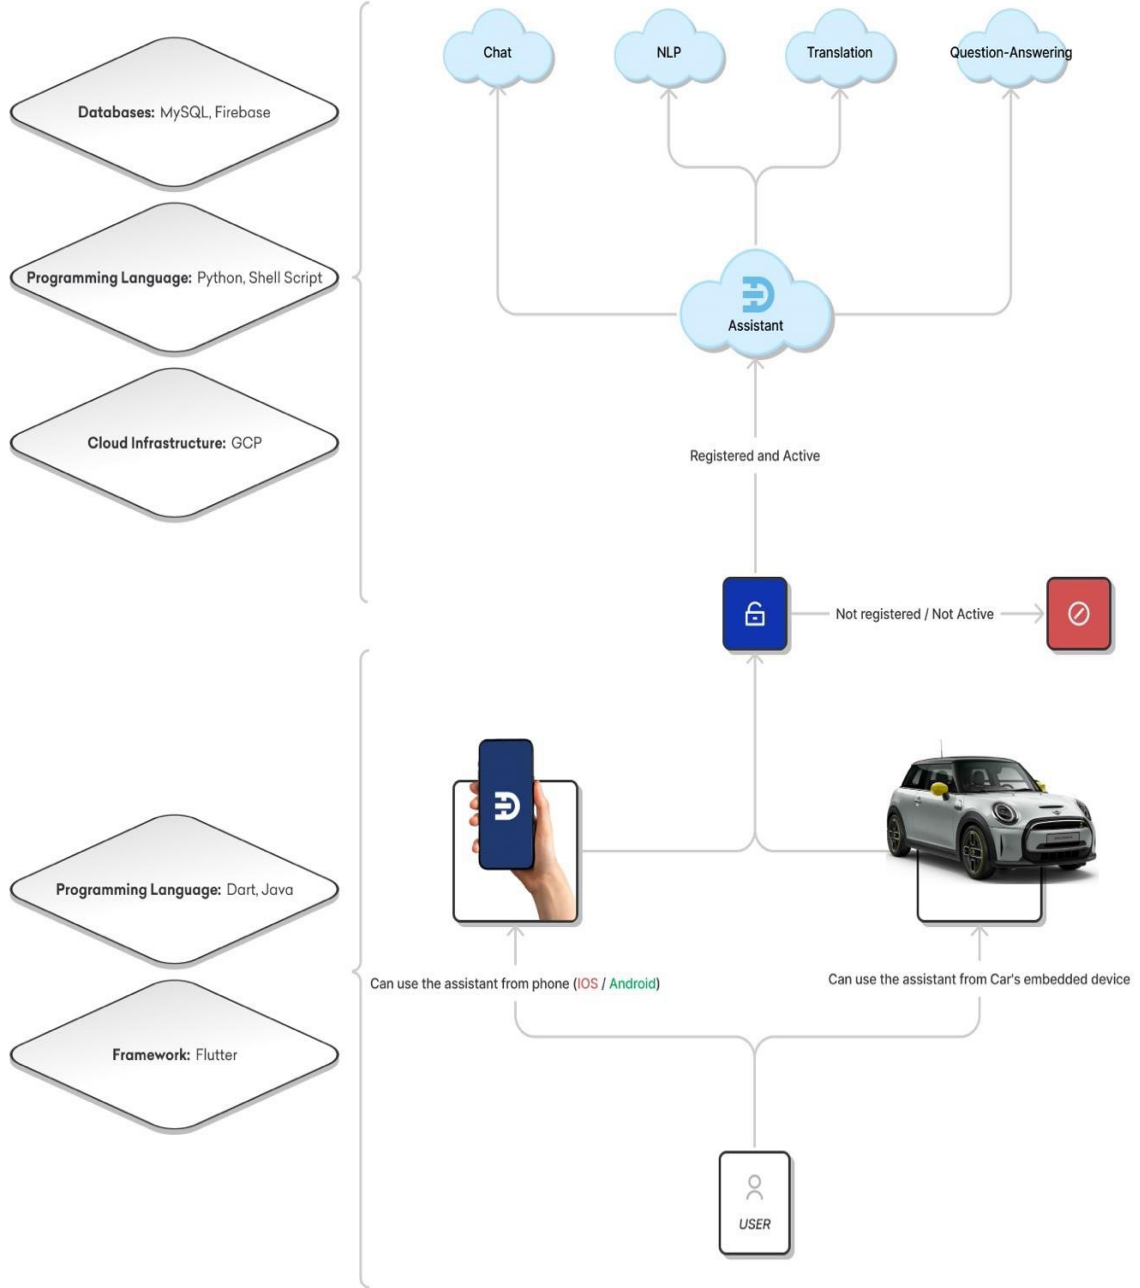 Chat
NLP
Translation
Question-Answering
Databases: MySQL, Firebase
Programming Language: Python, Shell Script
Assistant
Cloud Infrastructure: GCP
Registered and Active
Not registered / Not Active
Programming Language: Dart, Java
Can use the assistant from phone (IOS / Android)
Can use the assistant from Car's embedded device
Framework: Flutter
USER